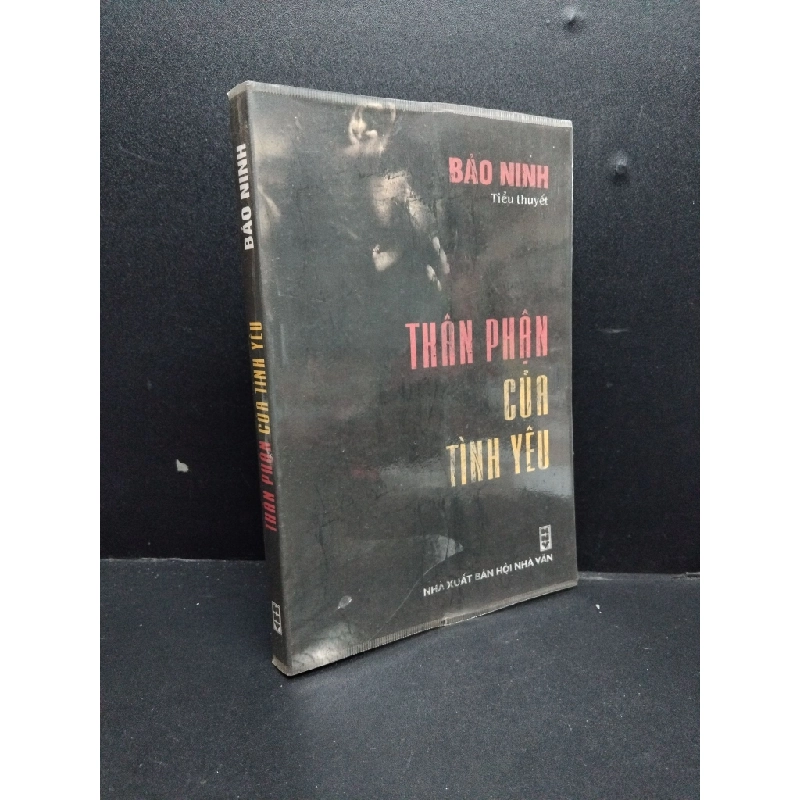 BẢO NINH
Tiểu thuyết
THÂN PHẬN
CỦA
TÌNH YÊU
NHÀ XUẤT BẢN HỘI NHÀ VĂN
BẢO NINH
THÂN PHẬN CỦA TÌNH YÊU